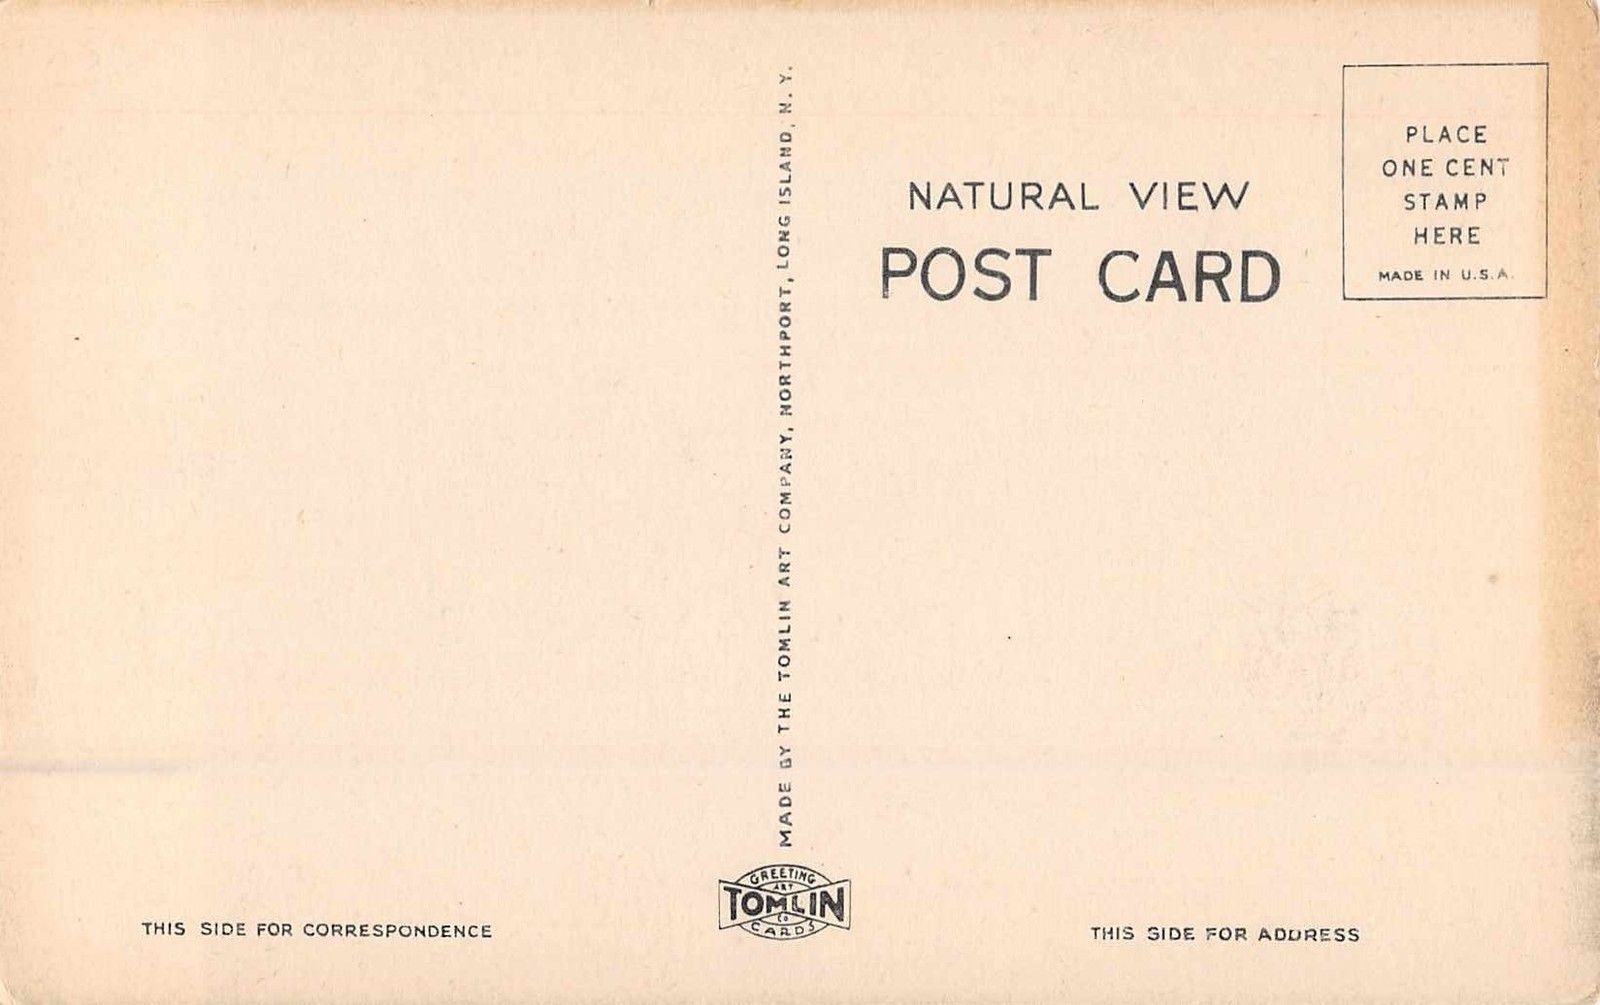 PLACE
ONE CENT
STAMP
HERE
MADE IN U.S.A.
NATURAL VIEW
POST CARD
MADE BY THE TOMLIN ART COMPANY, NORTHPORT, LONG ISLAND, N. Y.
GREETING
ART
TOMLIN
CO
CARDS
THIS SIDE FOR CORRESPONDENCE
THIS SIDE FOR ADDRESS